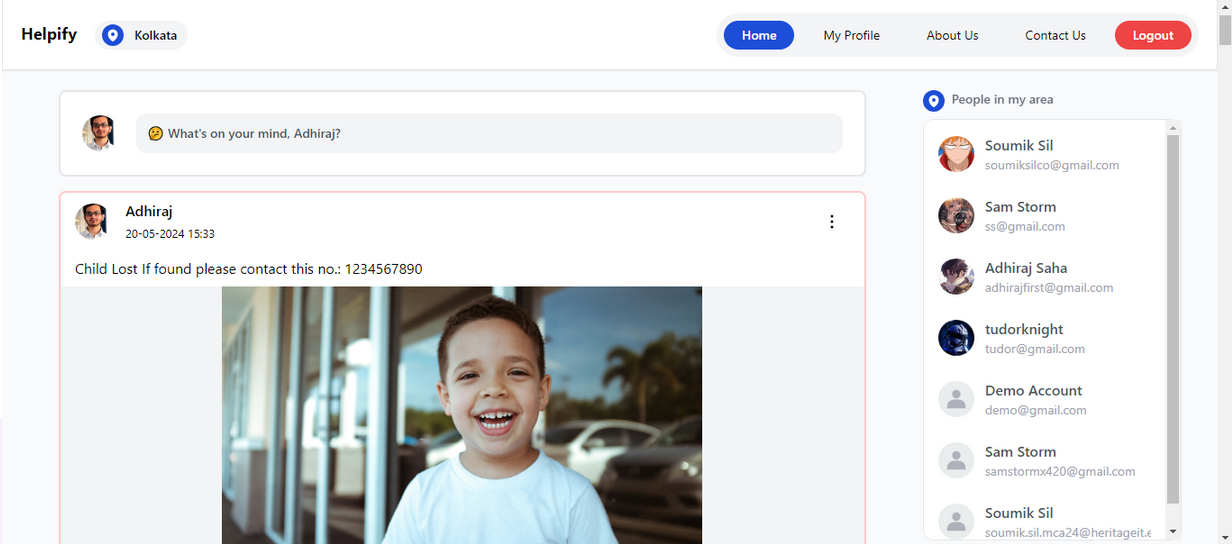 Helpify
Kolkata
Home
My Profile
About Us
Contact Us
Logout
🤔 What's on your mind, Adhiraj?
Adhiraj
20-05-2024 15:33
Child Lost If found please contact this no.: 1234567890
People in my area
Soumik Sil
soumiksilco@gmail.com
Sam Storm
ss@gmail.com
Adhiraj Saha
adhirajfirst@gmail.com
tudorknight
tudor@gmail.com
Demo Account
demo@gmail.com
Sam Storm
samstormx420@gmail.com
Soumik Sil
soumik.sil.mca24@heritageit.e